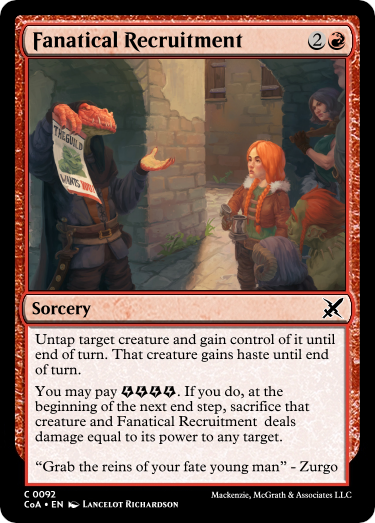 Fanatical Recruitment 2
THE GUILD
WANTS YOU!
Sorcery
Untap target creature and gain control of it until
end of turn. That creature gains haste until end
of turn.
You may pay . If you do, at the
beginning of the next end step, sacrifice that
creature and Fanatical Recruitment deals
damage equal to its power to any target.
“Grab the reins of your fate young man” - Zurgo
C 0092
CoA • EN Lancelot Richardson
Mackenzie, McGrath & Associates LLC